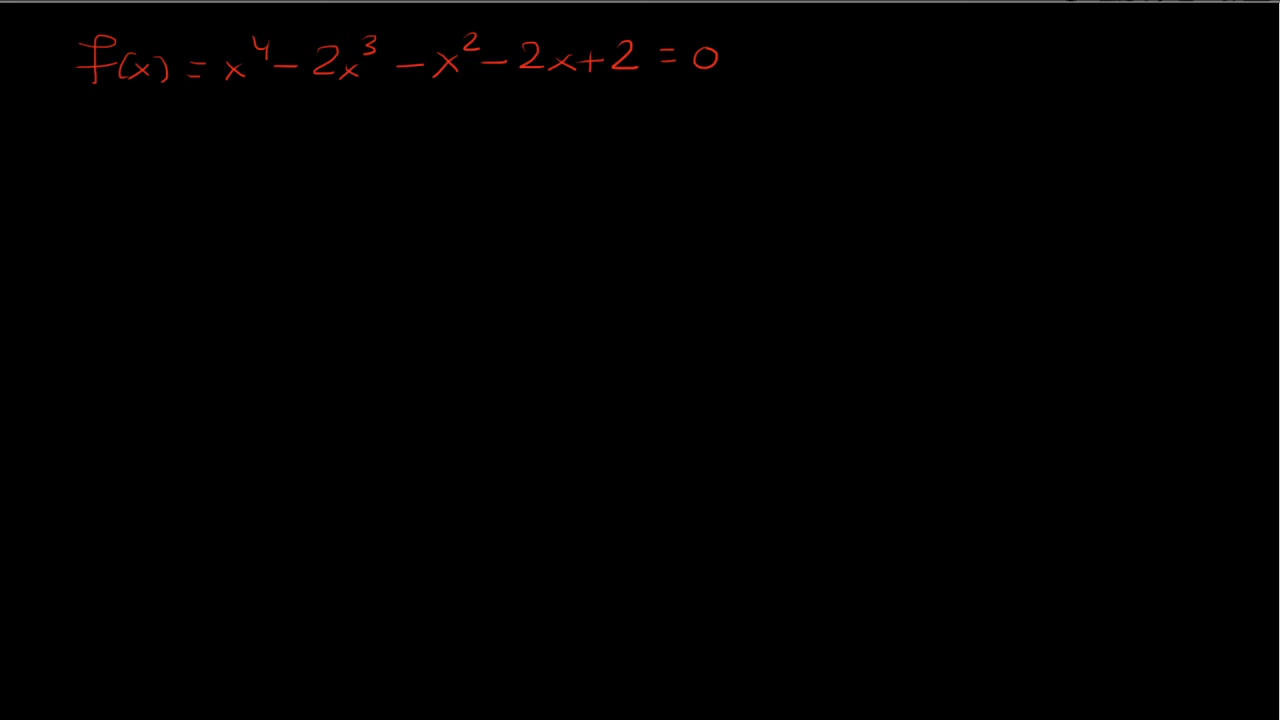 f(x) = x⁴ - 2x³ - x² - 2x + 2 = 0